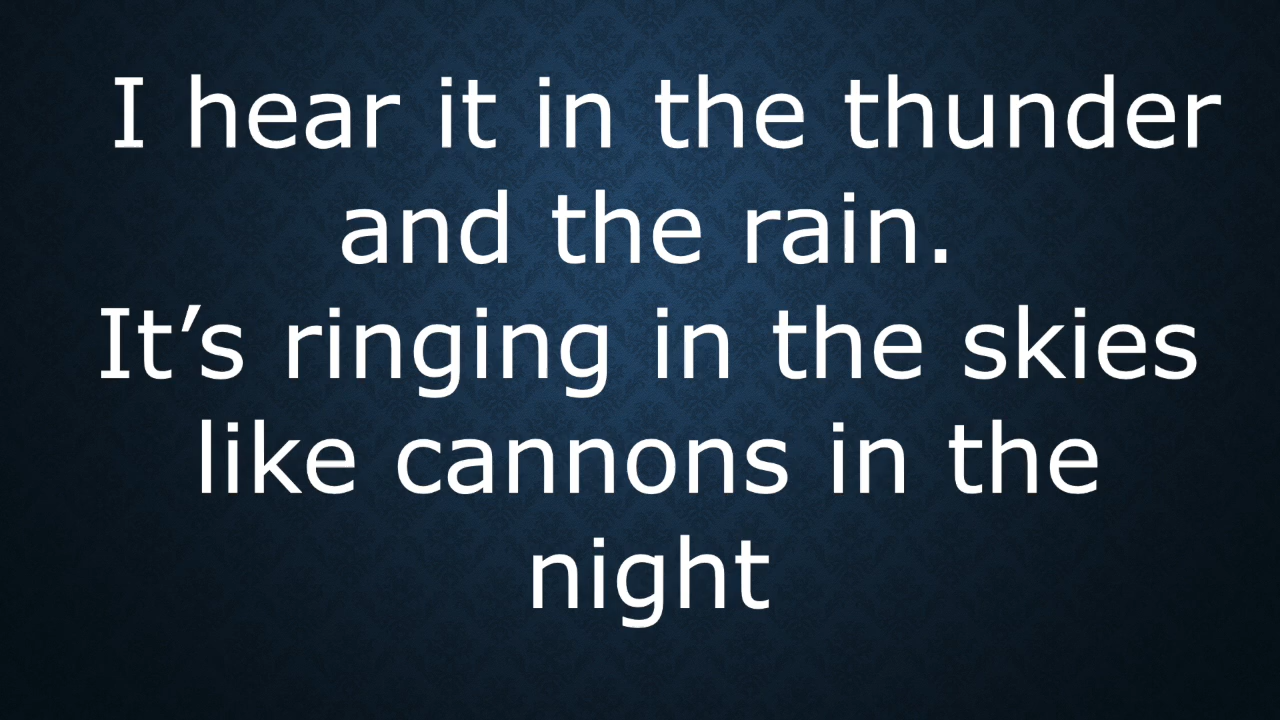 I hear it in the thunder
and the rain.
It’s ringing in the skies
like cannons in the
night